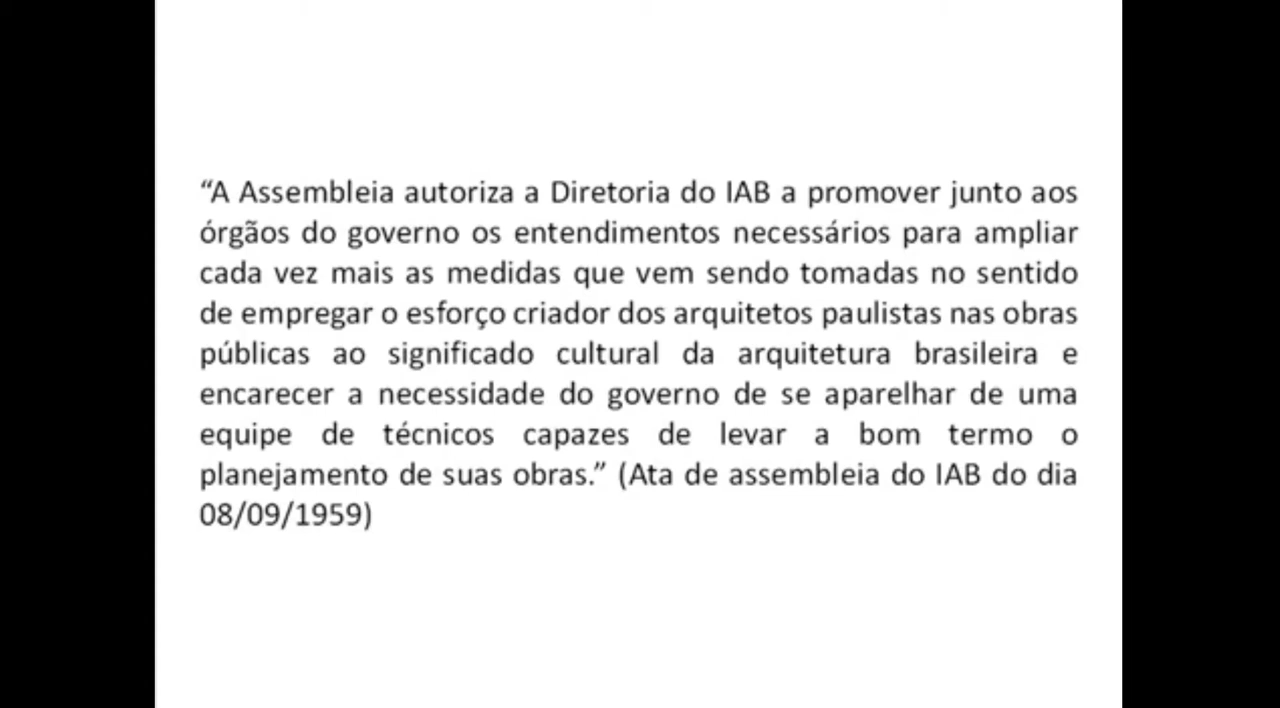 “A Assembleia autoriza a Diretoria do IAB a promover junto aos
órgãos do governo os entendimentos necessários para ampliar
cada vez mais as medidas que vem sendo tomadas no sentido
de empregar o esforço criador dos arquitetos paulistas nas obras
públicas ao significado cultural da arquitetura brasileira e
encarecer a necessidade do governo de se aparelhar de uma
equipe de técnicos capazes de levar a bom termo o
planejamento de suas obras.” (Ata de assembleia do IAB do dia
08/09/1959)